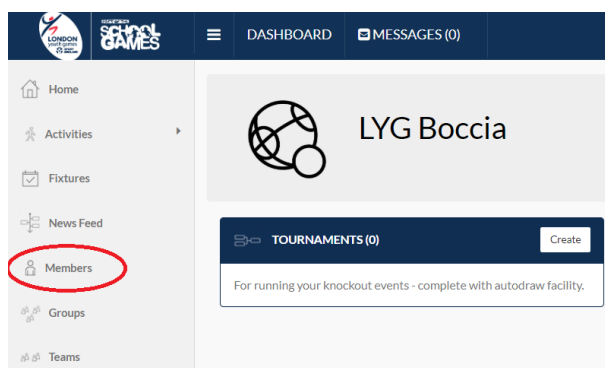 LONDON
youth games
SCHOOL
GAMES
DASHBOARD
MESSAGES (0)
Home
Activities
Fixtures
News Feed
Members
Groups
Teams
LYG Boccia
TOURNAMENTS (0)
Create
For running your knockout events - complete with autodraw facility.